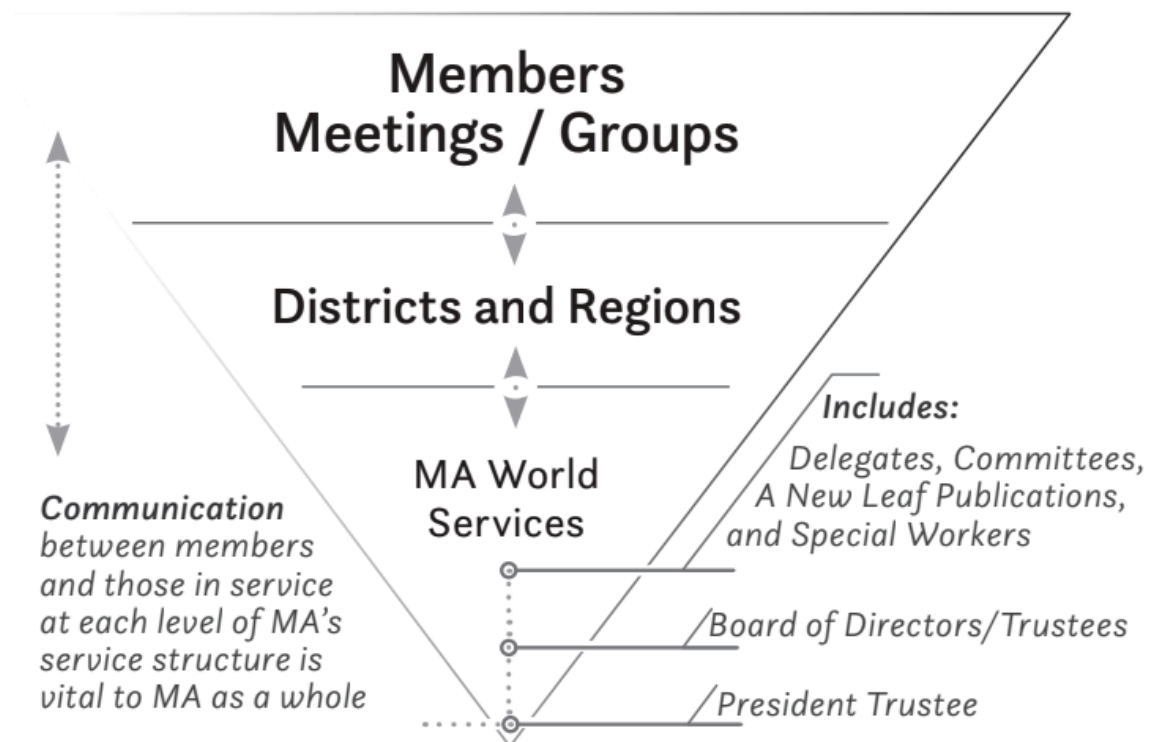 Members
Meetings / Groups
Districts and Regions
MA World
Services
Includes:
Delegates, Committees,
A New Leaf Publications,
and Special Workers
Board of Directors/Trustees
President Trustee
Communication
between members
and those in service
at each level of MA’s
service structure is
vital to MA as a whole